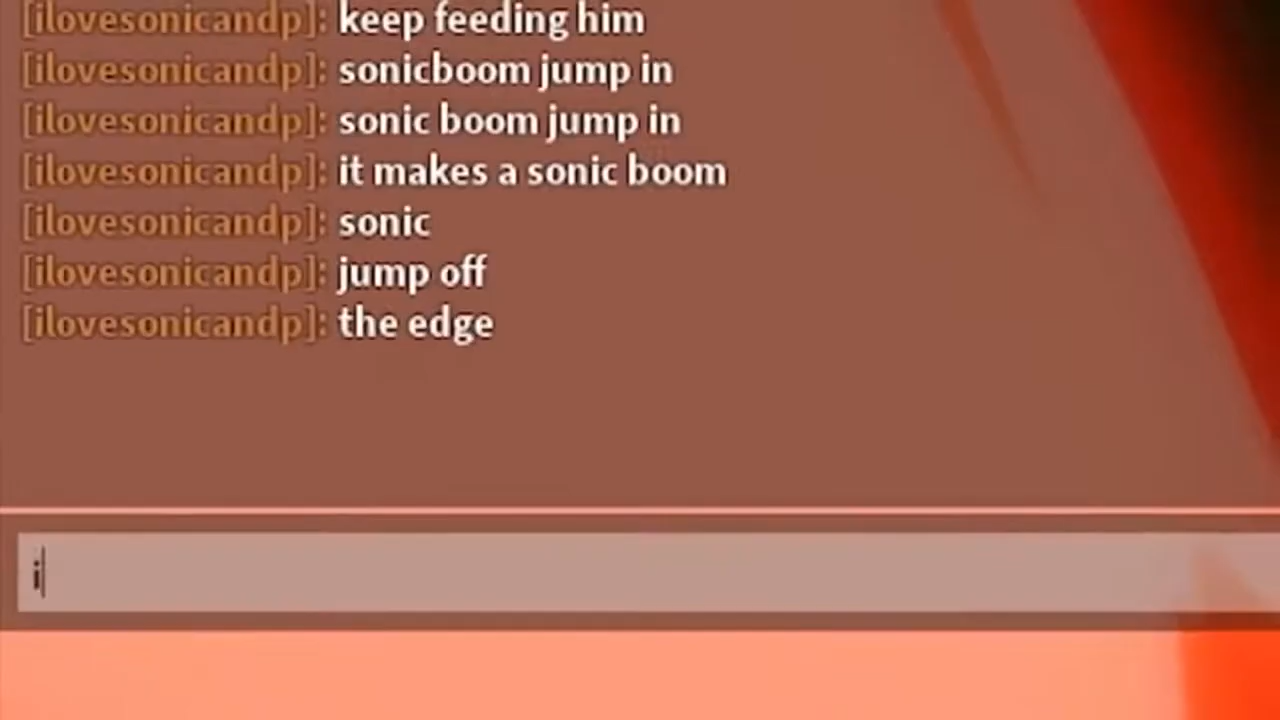 [ilovesonicandp]: keep feeding him
[ilovesonicandp]: sonicboom jump in
[ilovesonicandp]: sonic boom jump in
[ilovesonicandp]: it makes a sonic boom
[ilovesonicandp]: sonic
[ilovesonicandp]: jump off
[ilovesonicandp]: the edge
i